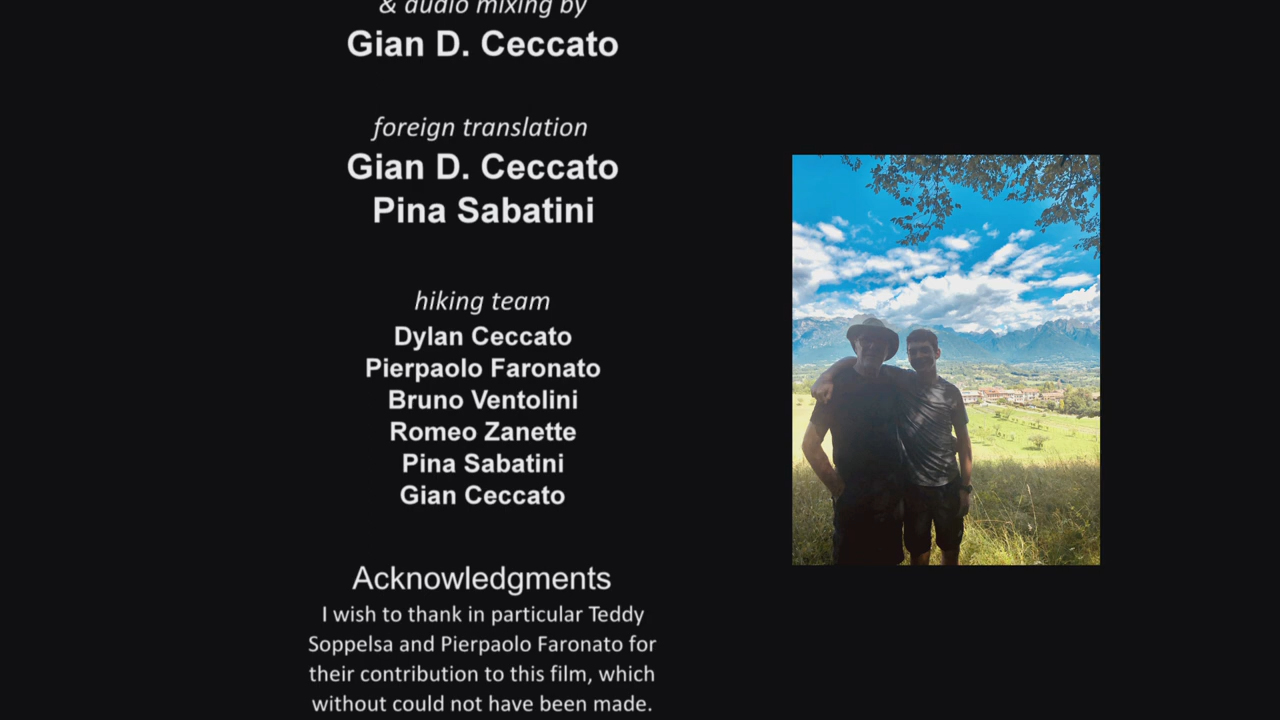 & audio mixing by
Gian D. Ceccato
foreign translation
Gian D. Ceccato
Pina Sabatini
hiking team
Dylan Ceccato
Pierpaolo Faronato
Bruno Ventolini
Romeo Zanette
Pina Sabatini
Gian Ceccato
Acknowledgments
I wish to thank in particular Teddy
Soppelsa and Pierpaolo Faronato for
their contribution to this film, which
without could not have been made.